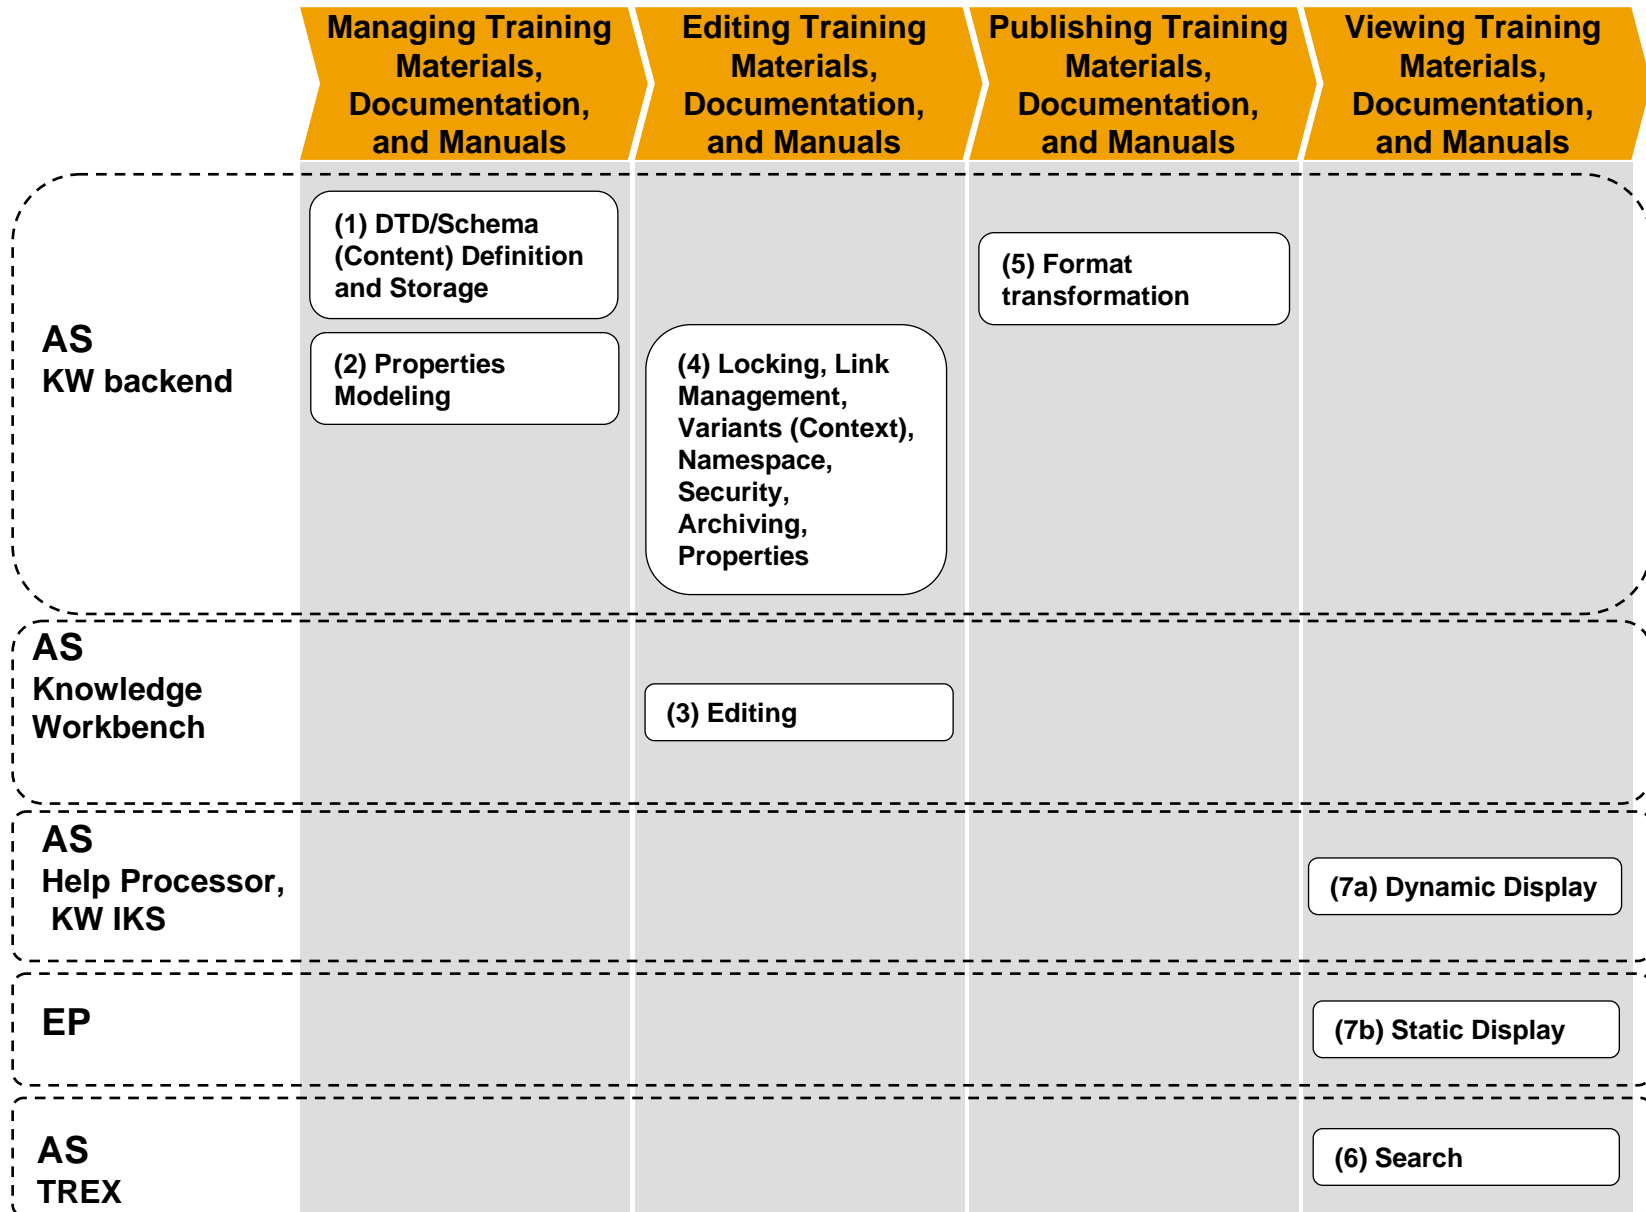 Managing Training
Materials,
Documentation,
and Manuals
Editing Training
Materials,
Documentation,
and Manuals
Publishing Training
Materials,
Documentation,
and Manuals
Viewing Training
Materials,
Documentation,
and Manuals
AS
KW backend
(1) DTD/Schema
(Content) Definition
and Storage
(2) Properties
Modeling
(4) Locking, Link
Management,
Variants (Context),
Namespace,
Security,
Archiving,
Properties
(5) Format
transformation
AS
Knowledge
Workbench
(3) Editing
AS
Help Processor,
KW IKS
(7a) Dynamic Display
EP
(7b) Static Display
AS
TREX
(6) Search